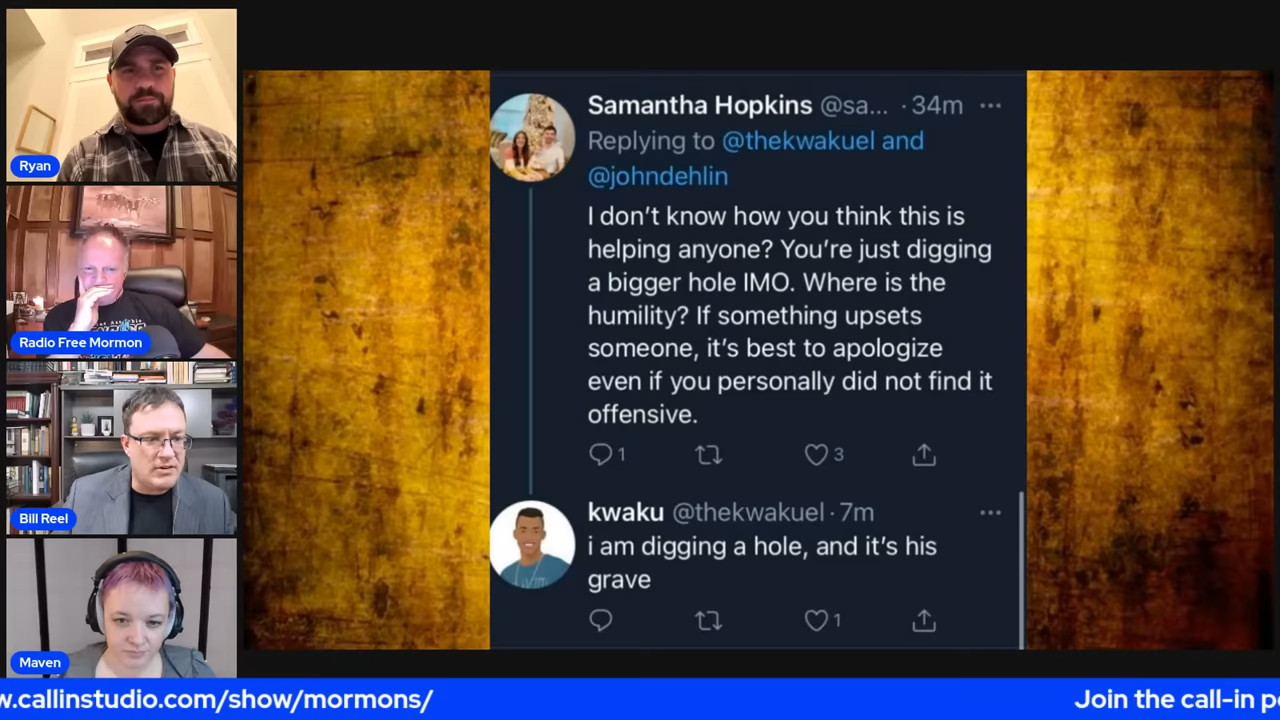 Ryan
Radio Free Mormon
Bill Reel
Maven
Samantha Hopkins @sa... · 34m
Replying to @thekwakuel and
@johndehlin
I don’t know how you think this is
helping anyone? You’re just digging
a bigger hole IMO. Where is the
humility? If something upsets
someone, it’s best to apologize
even if you personally did not find it
offensive.
1 3
kwaku @thekwakuel · 7m
i am digging a hole, and it’s his
grave
1
w.callinstudio.com/show/mormons/ Join the call-in p